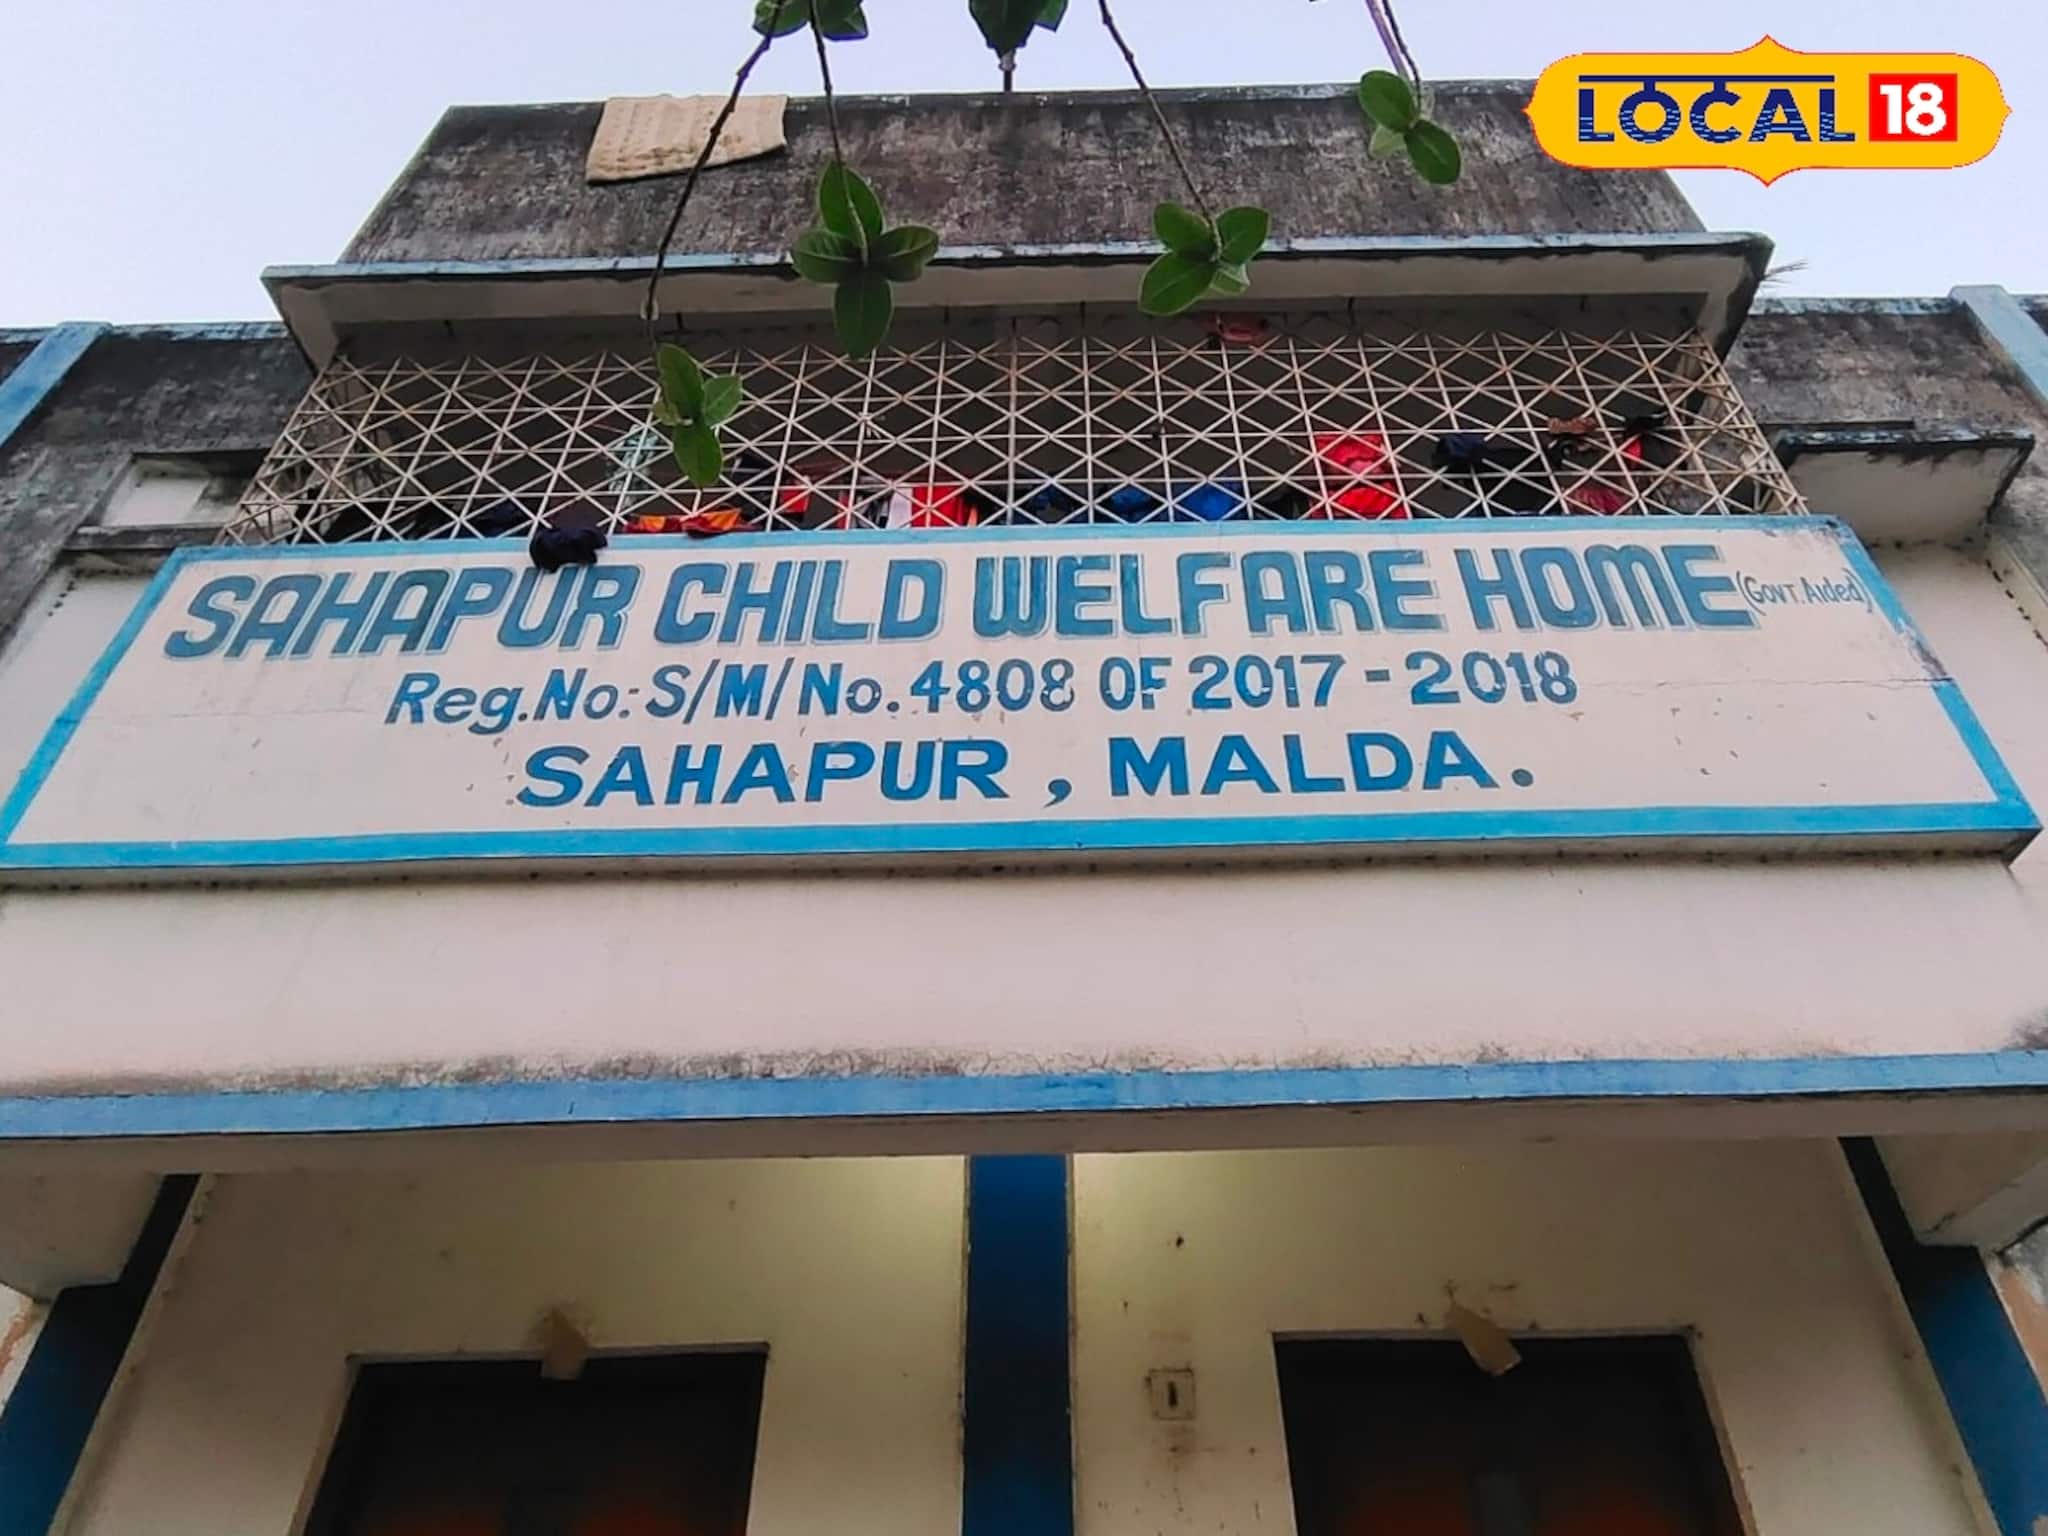 LOCAL 18
SAHAPUR CHILD WELFARE HOME (GOVT. Aided)
Reg.No: S/M/No. 4808 OF 2017 - 2018
SAHAPUR , MALDA.